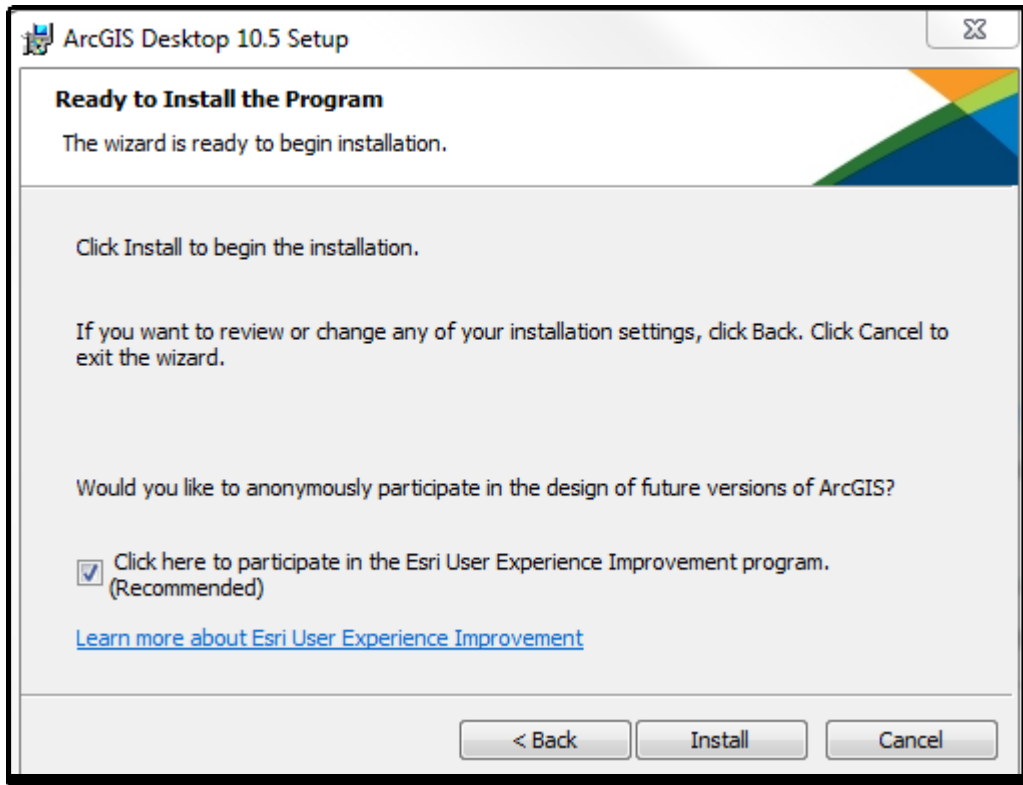 ArcGIS Desktop 10.5 Setup
Ready to Install the Program
The wizard is ready to begin installation.
Click Install to begin the installation.
If you want to review or change any of your installation settings, click Back. Click Cancel to
exit the wizard.
Would you like to anonymously participate in the design of future versions of ArcGIS?
Click here to participate in the Esri User Experience Improvement program.
(Recommended)
Learn more about Esri User Experience Improvement
< Back
Install
Cancel